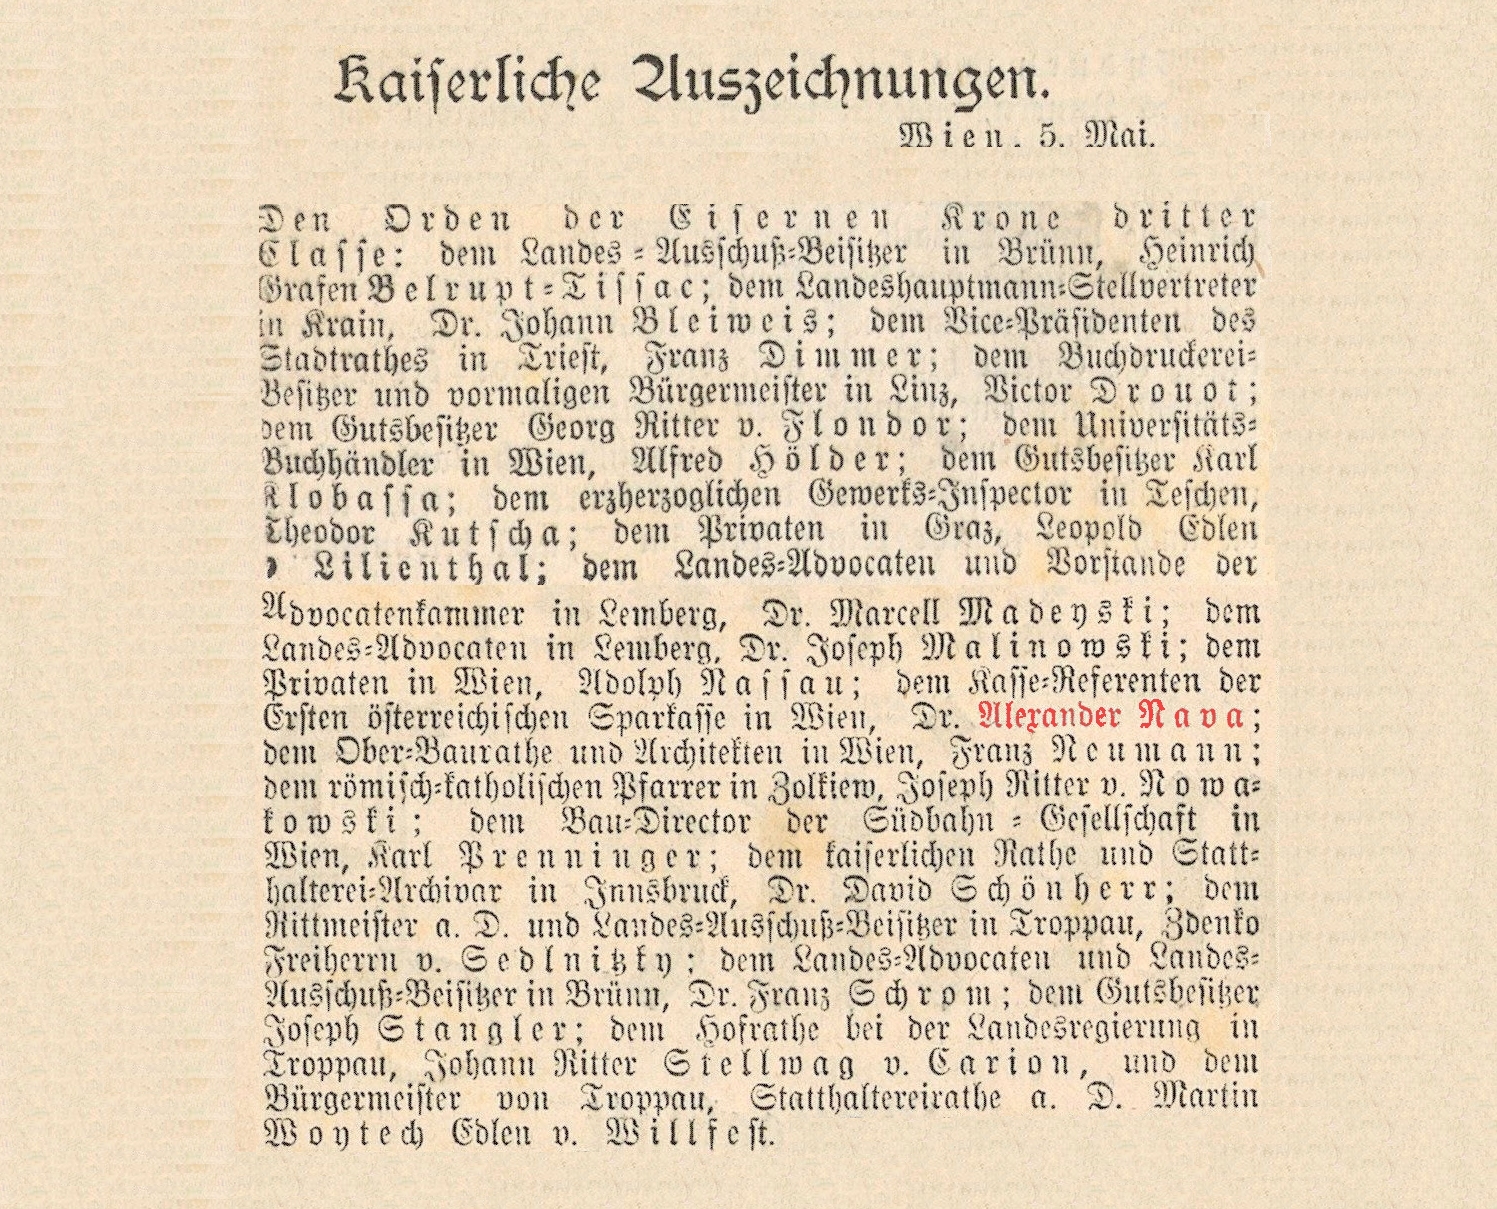 Kaiserliche Auszeichnungen.
Wien. 5. Mai.
Den Orden der Eisernen Krone dritter
Classe: dem Landes-Ausschuß-Beisitzer in Brünn, Heinrich
Grafen Belrupt-Tissac; dem Landeshauptmann-Stellvertreter
in Krain, Dr. Johann Bleiweis; dem Vice-Präsidenten des
Stadtrathes in Triest, Franz Dimmer; dem Buchdruckerei-
Besitzer und vormaligen Bürgermeister in Linz, Victor Drouot;
dem Gutsbesitzer Georg Ritter v. Flondor; dem Universitäts-
Buchhändler in Wien, Alfred Hölder; dem Gutsbesitzer Karl
Klobassa; dem erzherzoglichen Gewerks-Inspector in Teschen,
Theodor Kutscha; dem Privaten in Graz, Leopold Edlen
Lilienthal; dem Landes-Advocaten und Vorstande der
Advocatenkammer in Lemberg, Dr. Marcell Madeyski; dem
Landes-Advocaten in Lemberg, Dr. Joseph Malinowski; dem
Privaten in Wien, Adolph Nassau; dem Kasse-Referenten der
Ersten österreichischen Sparkasse in Wien, Dr. Alexander Nava;
dem Ober-Baurathe und Architekten in Wien, Franz Neumann;
dem römisch-katholischen Pfarrer in Zolkiew, Joseph Ritter v. Nowa-
kowski; dem Bau-Director der Südbahn-Gesellschaft in
Wien, Karl Prenninger; dem kaiserlichen Rathe und Statt-
halterei-Archivar in Innsbruck, Dr. David Schönherr; dem
Rittmeister a. D. und Landes-Ausschuß-Beisitzer in Troppau, Zdenko
Freiherrn v. Sedlnitzky; dem Landes-Advocaten und Landes-
Ausschuß-Beisitzer in Brünn, Dr. Franz Schrom; dem Gutsbesitzer
Joseph Stangler; dem Hofrathe bei der Landesregierung in
Troppau, Johann Ritter Stellwag v. Carion, und dem
Bürgermeister von Troppau, Statthaltereirathe a. D. Martin
Woytech Edlen v. Willfest.